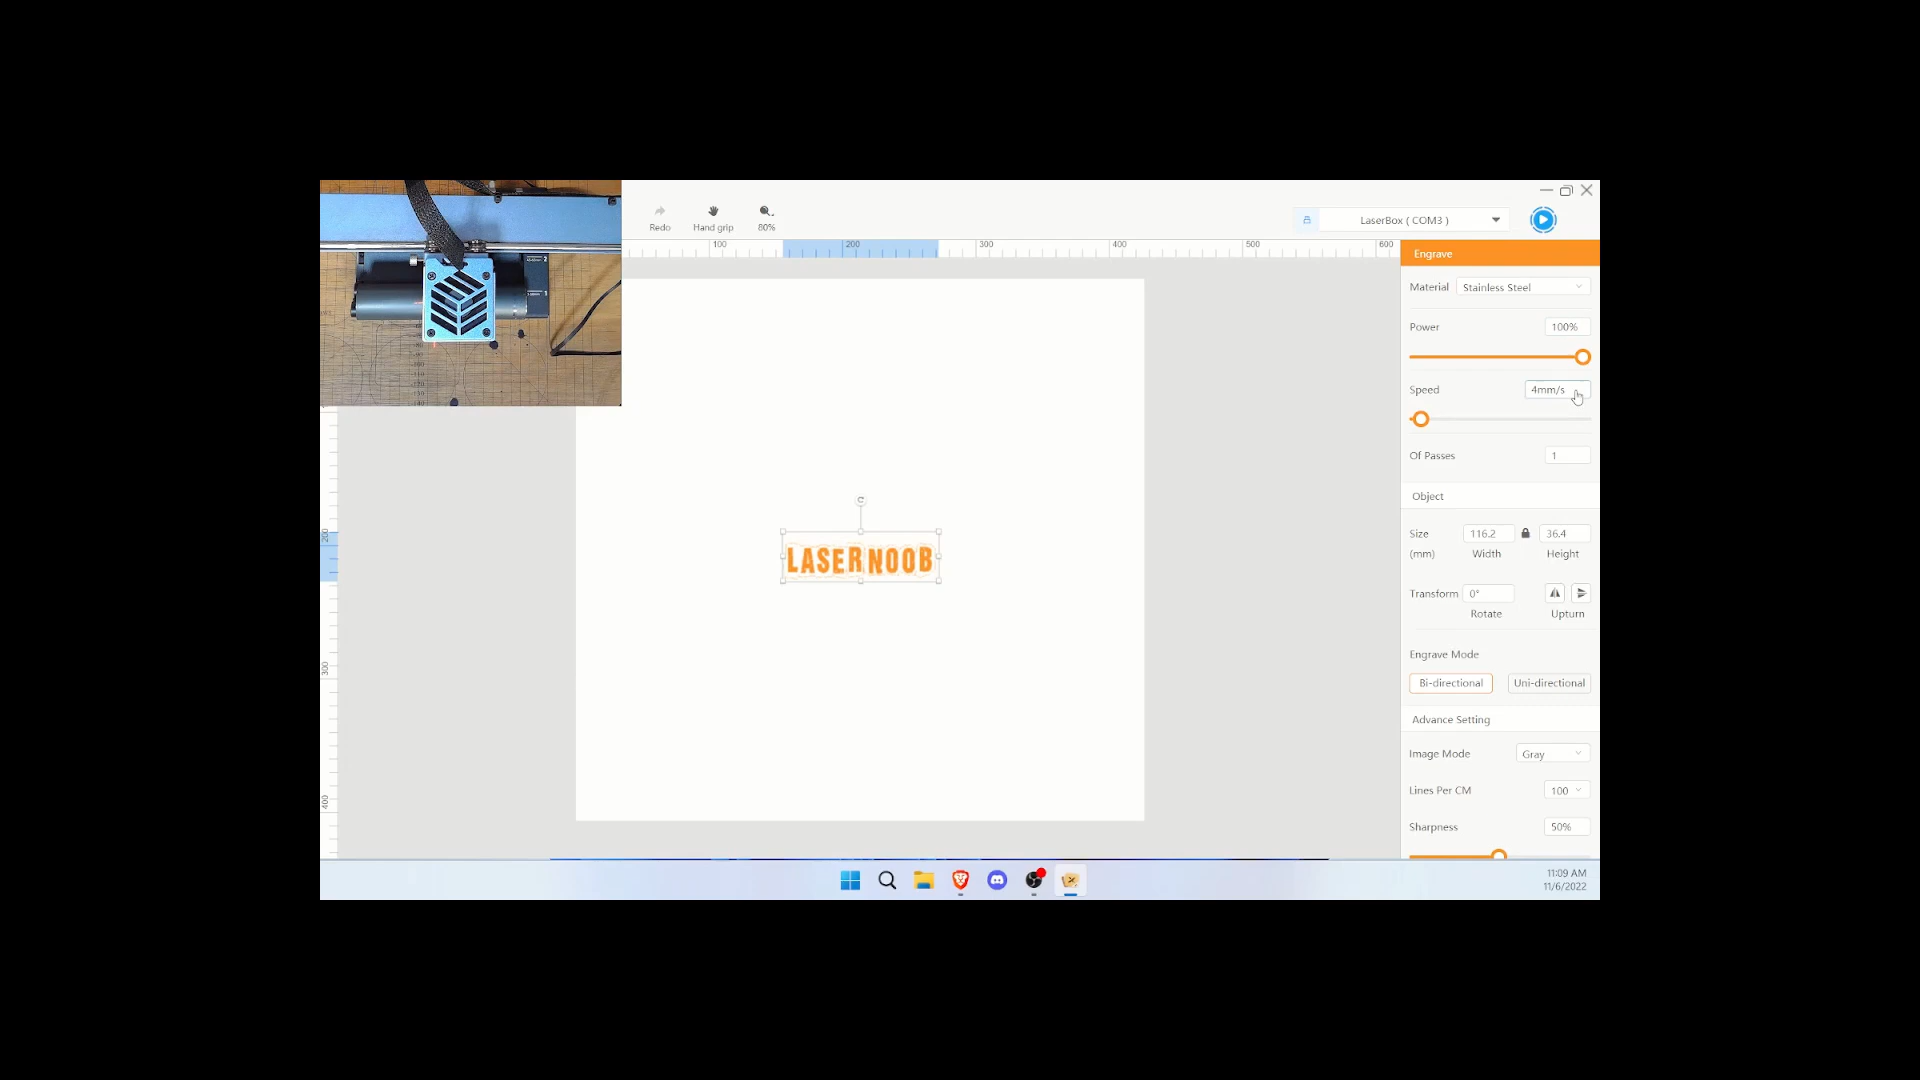 Redo
Hand grip
80%
LaserBox ( COM3 )
100
200
300
400
500
600
Engrave
Material
Stainless Steel
Power
100%
Speed
4mm/s
Of Passes
1
Object
Size
116.2
36.4
(mm)
Width
Height
Transform
0°
Rotate
Upturn
Engrave Mode
Bi-directional
Uni-directional
Advance Setting
Image Mode
Gray
Lines Per CM
100
Sharpness
50%
200
300
400
LASER NOOB
11:09 AM
11/6/2022